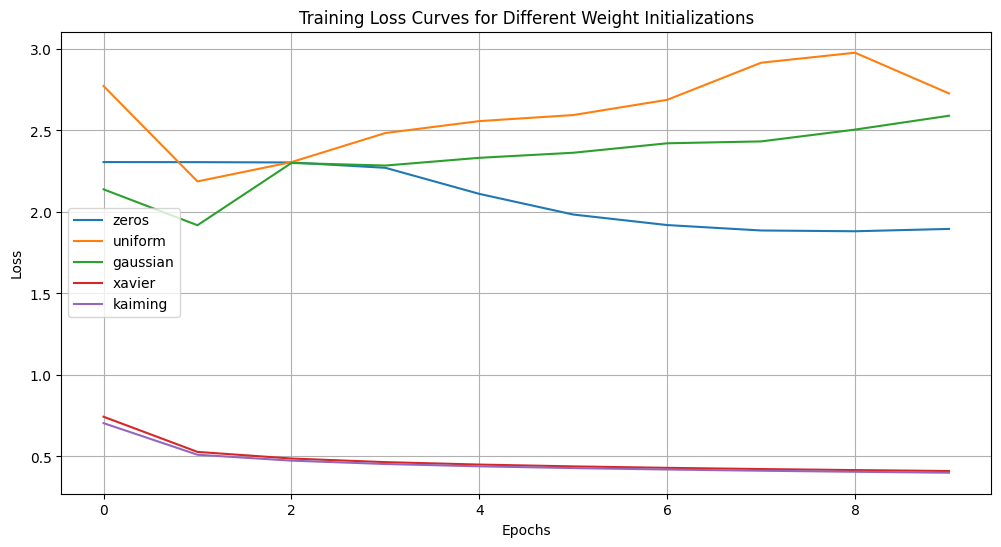 Training Loss Curves for Different Weight Initializations
3.0
2.5
2.0
1.5
1.0
0.5
Loss
zeros
uniform
gaussian
xavier
kaiming
0
2
4
6
8
Epochs